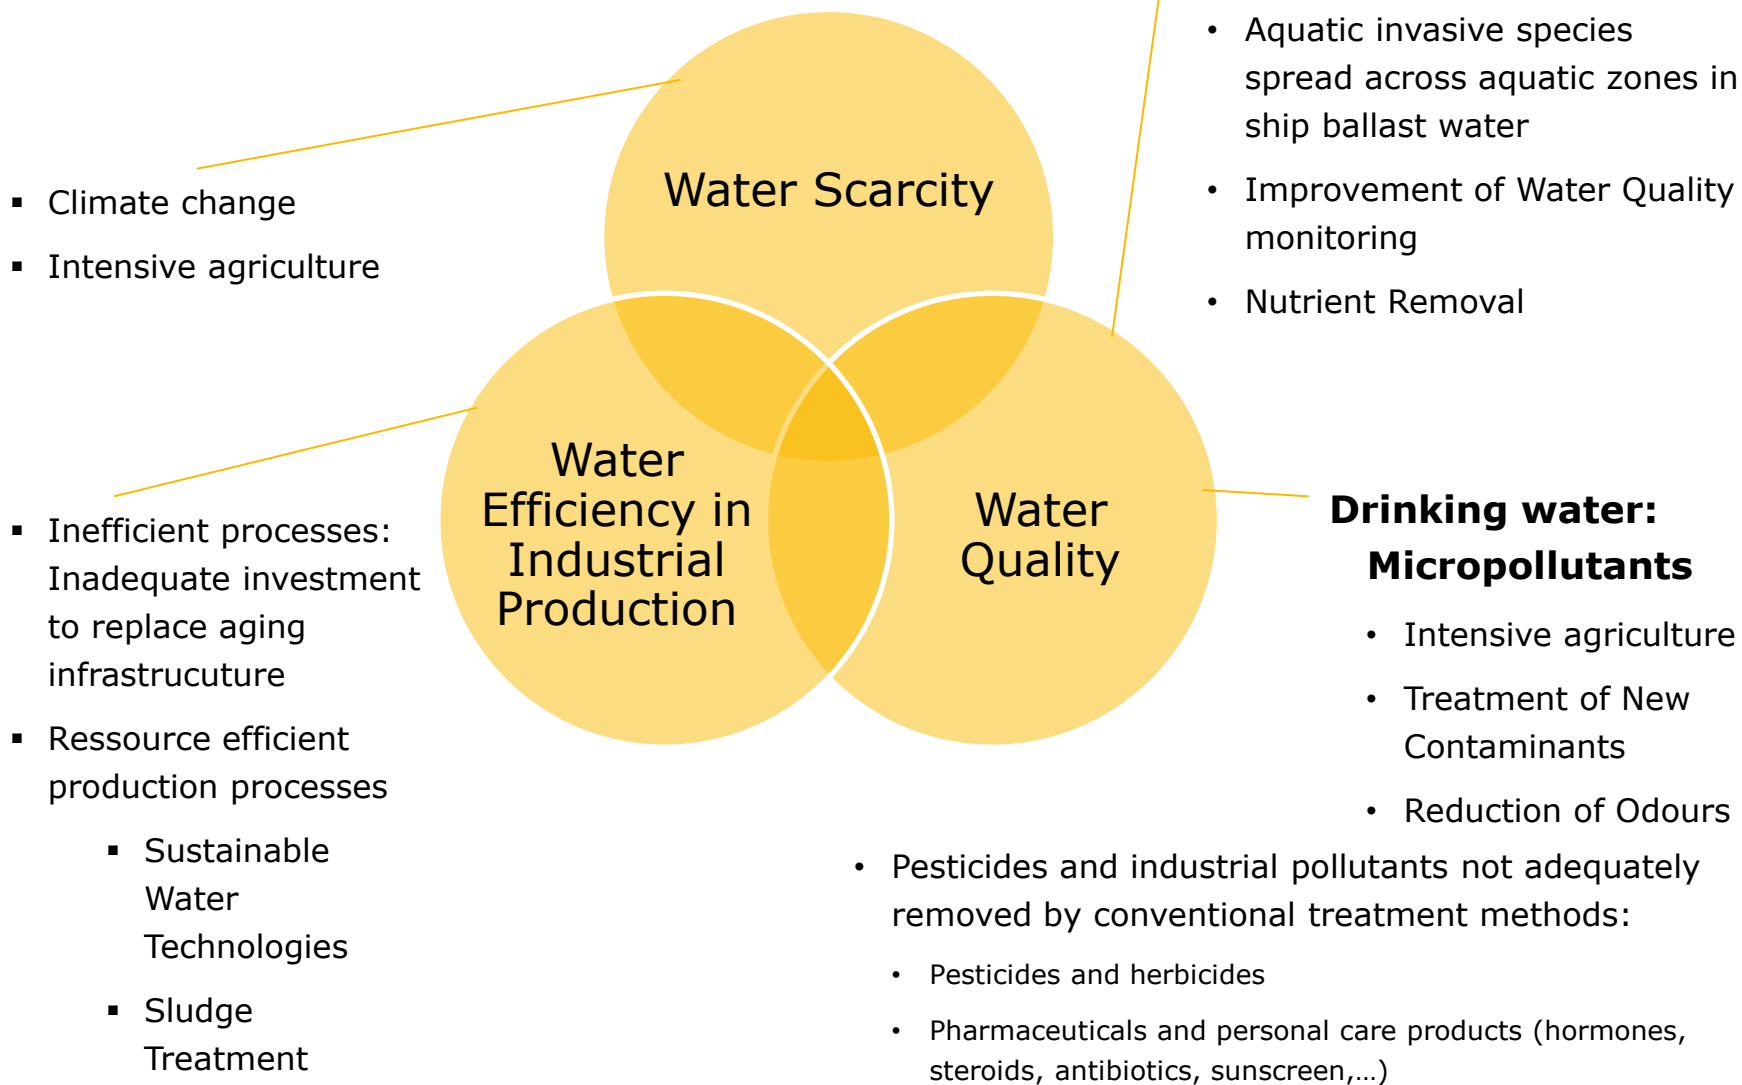 Water Scarcity
▪ Climate change
▪ Intensive agriculture
• Aquatic invasive species
spread across aquatic zones in
ship ballast water
• Improvement of Water Quality
monitoring
• Nutrient Removal
Water
Efficiency in
Industrial
Production
Water
Quality
▪ Inefficient processes:
Inadequate investment
to replace aging
infrastrucuture
▪ Ressource efficient
production processes
▪ Sustainable
Water
Technologies
▪ Sludge
Treatment
Drinking water:
Micropollutants
• Intensive agriculture
• Treatment of New
Contaminants
• Reduction of Odours
• Pesticides and industrial pollutants not adequately
removed by conventional treatment methods:
• Pesticides and herbicides
• Pharmaceuticals and personal care products (hormones,
steroids, antibiotics, sunscreen,…)